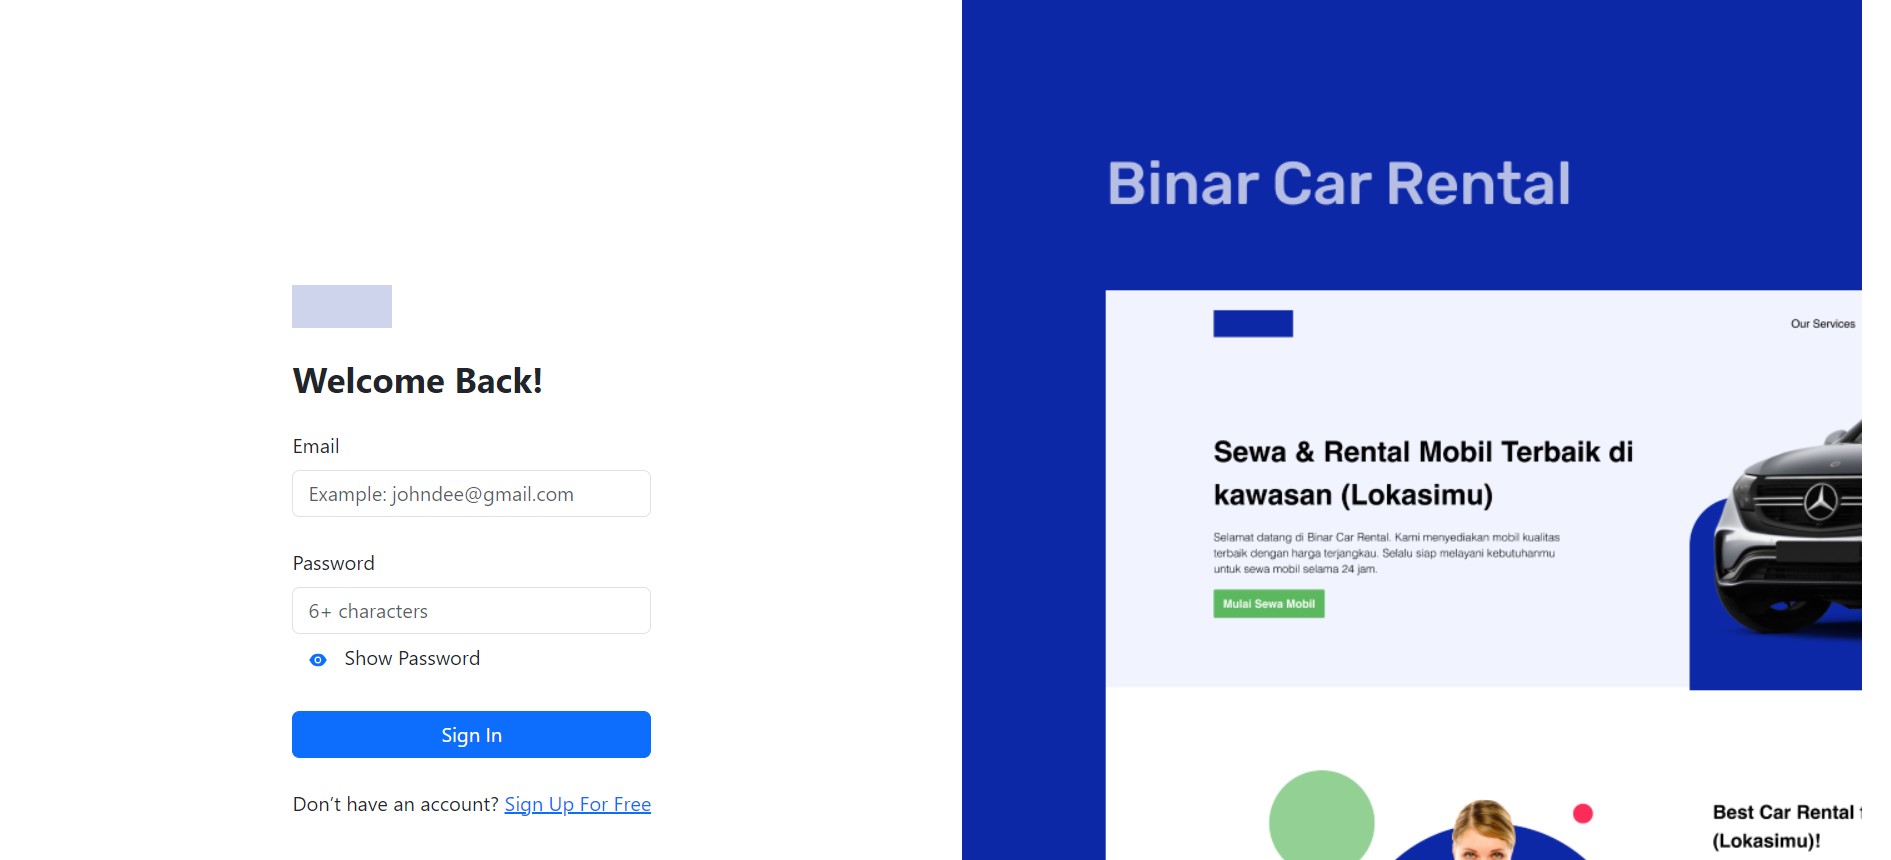 Welcome Back!
Email
Example: johndee@gmail.com
Password
6+ characters
Show Password
Sign In
Don’t have an account? Sign Up For Free
Binar Car Rental
Our Services
Sewa & Rental Mobil Terbaik di
kawasan (Lokasimu)
Selamat datang di Binar Car Rental. Kami menyediakan mobil kualitas
terbaik dengan harga terjangkau. Selalu siap melayani kebutuhanmu
untuk sewa mobil selama 24 jam.
Mulai Sewa Mobil
Best Car Rental
(Lokasimu)!